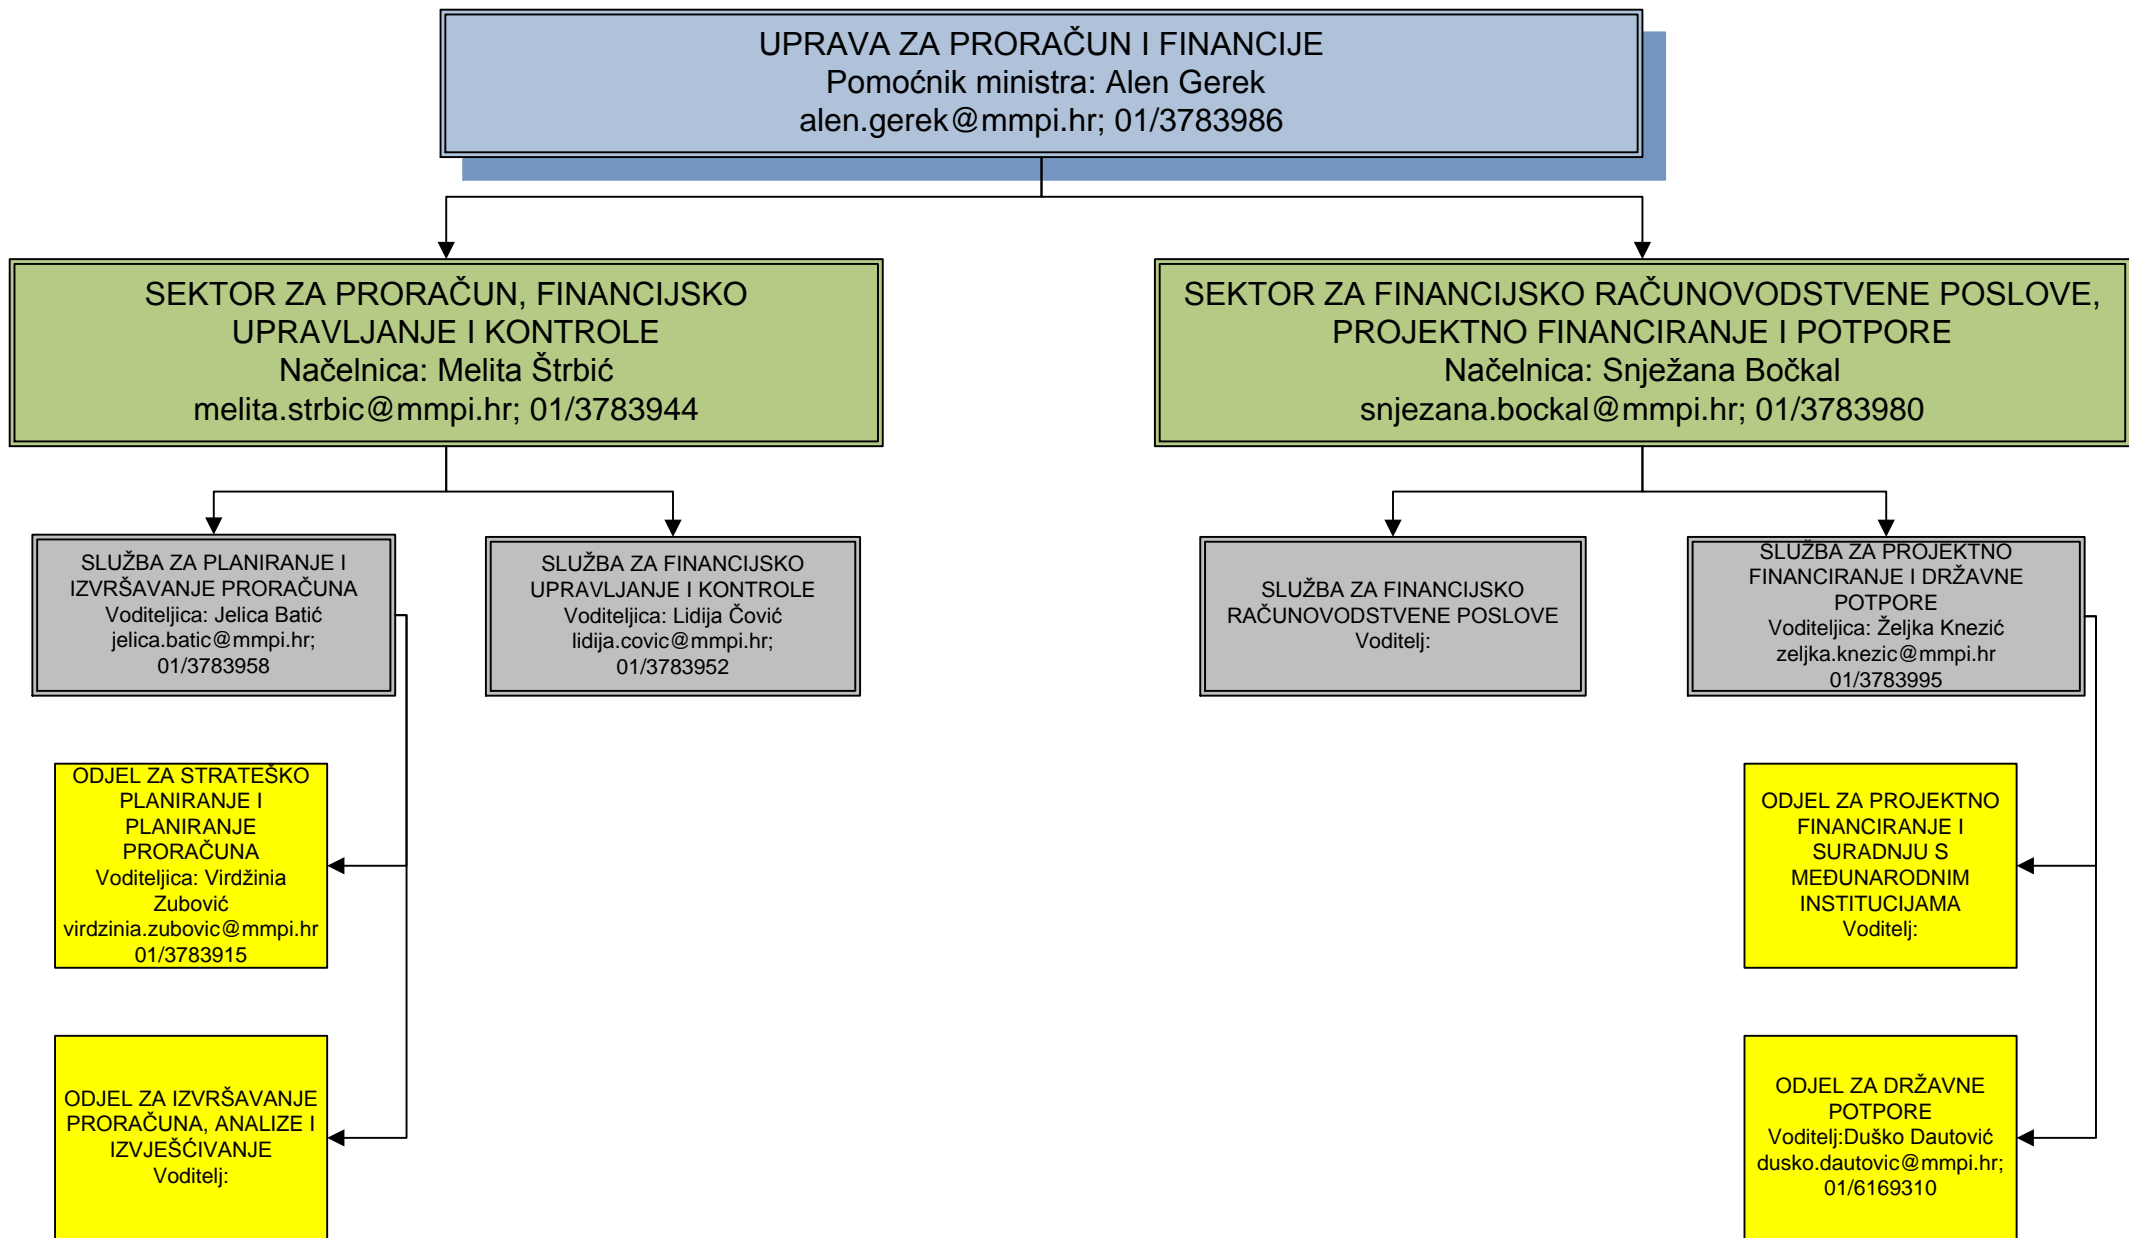 UPRAVA ZA PRORAČUN I FINANCIJE
Pomoćnik ministra: Alen Gerek
alen.gerek@mmpi.hr; 01/3783986
SEKTOR ZA PRORAČUN, FINANCIJSKO
UPRAVLJANJE I KONTROLE
Načelnica: Melita Štrbić
melita.strbic@mmpi.hr; 01/3783944
SEKTOR ZA FINANCIJSKO RAČUNOVODSTVENE POSLOVE,
PROJEKTNO FINANCIRANJE I POTPORE
Načelnica: Snježana Bočkal
snjezana.bockal@mmpi.hr; 01/3783980
SLUŽBA ZA PLANIRANJE I
IZVRŠAVANJE PRORAČUNA
Voditeljica: Jelica Batić
jelica.batic@mmpi.hr;
01/3783958
SLUŽBA ZA FINANCIJSKO
UPRAVLJANJE I KONTROLE
Voditeljica: Lidija Čović
lidija.covic@mmpi.hr;
01/3783952
SLUŽBA ZA FINANCIJSKO
RAČUNOVODSTVENE POSLOVE
Voditelj:
SLUŽBA ZA PROJEKTNO
FINANCIRANJE I DRŽAVNE
POTPORE
Voditeljica: Željka Knezić
zeljka.knezic@mmpi.hr
01/3783995
ODJEL ZA STRATEŠKO
PLANIRANJE I
PLANIRANJE
PRORAČUNA
Voditeljica: Virdžinia
Zubović
virdzinia.zubovic@mmpi.hr
01/3783915
ODJEL ZA PROJEKTNO
FINANCIRANJE I
SURADNJU S
MEĐUNARODNIM
INSTITUCIJAMA
Voditelj:
ODJEL ZA IZVRŠAVANJE
PRORAČUNA, ANALIZE I
IZVJEŠĆIVANJE
Voditelj:
ODJEL ZA DRŽAVNE
POTPORE
Voditelj:Duško Dautović
dusko.dautovic@mmpi.hr;
01/6169310